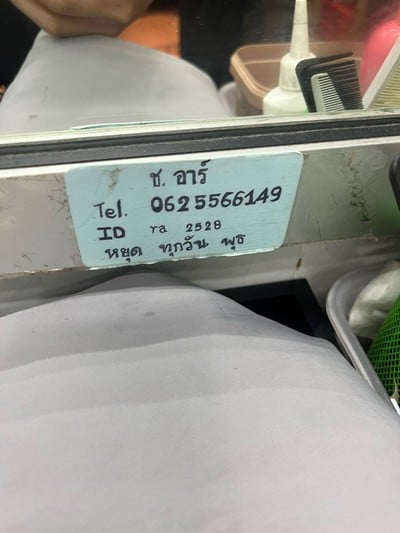 ช. อาร์
Tel. 0625566149
ID ra 2528
หยุด ทุกวัน พุธ